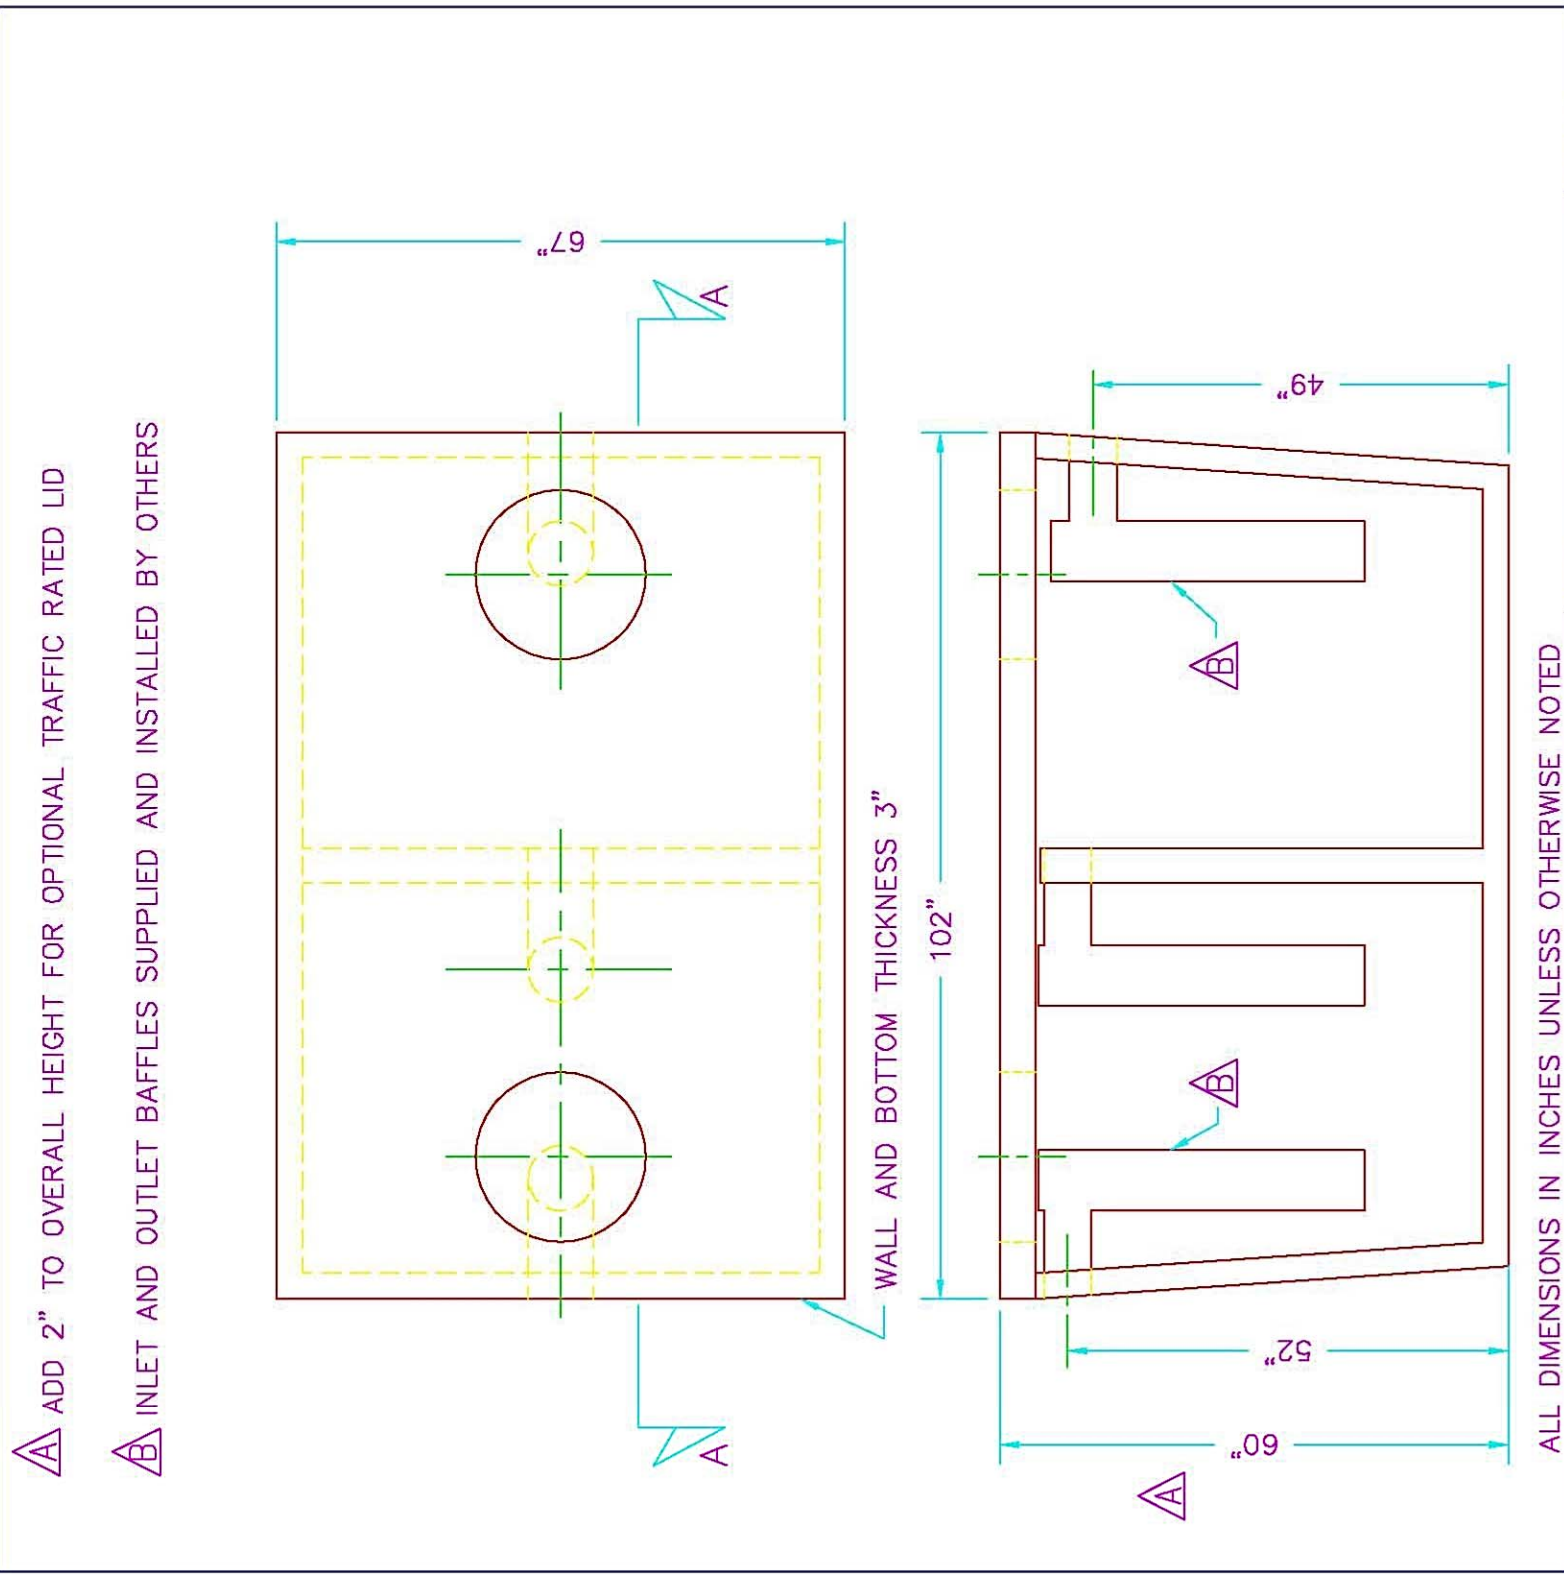 A ADD 2" TO OVERALL HEIGHT FOR OPTIONAL TRAFFIC RATED LID
B INLET AND OUTLET BAFFLES SUPPLIED AND INSTALLED BY OTHERS
67"
A
A
WALL AND BOTTOM THICKNESS 3"
102"
49"
B
B
52"
60"
A
ALL DIMENSIONS IN INCHES UNLESS OTHERWISE NOTED